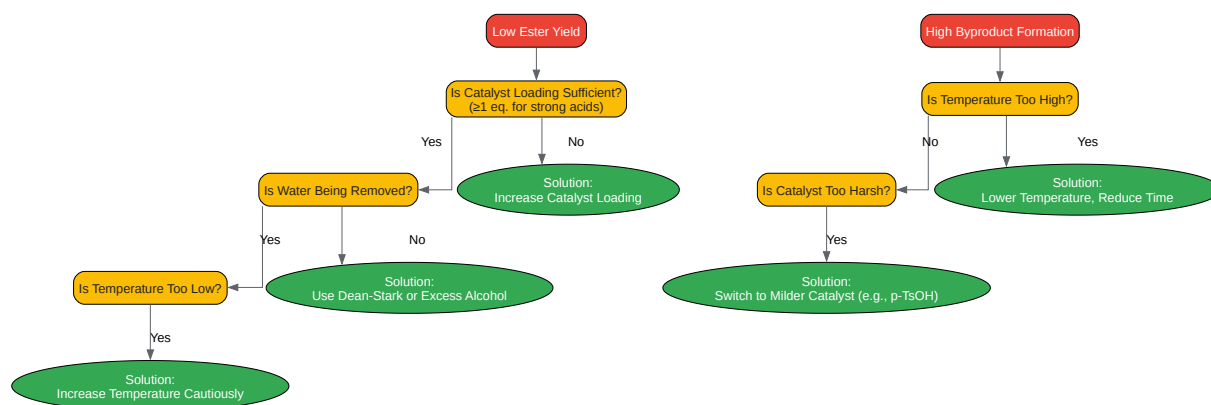 Low Ester Yield
High Byproduct Formation
Is Catalyst Loading Sufficient?
(≥1 eq. for strong acids)
Is Temperature Too High?
Yes
No
No
Yes
Is Water Being Removed?
Solution:
Increase Catalyst Loading
Is Catalyst Too Harsh?
Solution:
Lower Temperature, Reduce Time
Yes
No
Yes
Is Temperature Too Low?
Solution:
Use Dean-Stark or Excess Alcohol
Solution:
Switch to Milder Catalyst (e.g., p-TsOH)
Yes
Solution:
Increase Temperature Cautiously